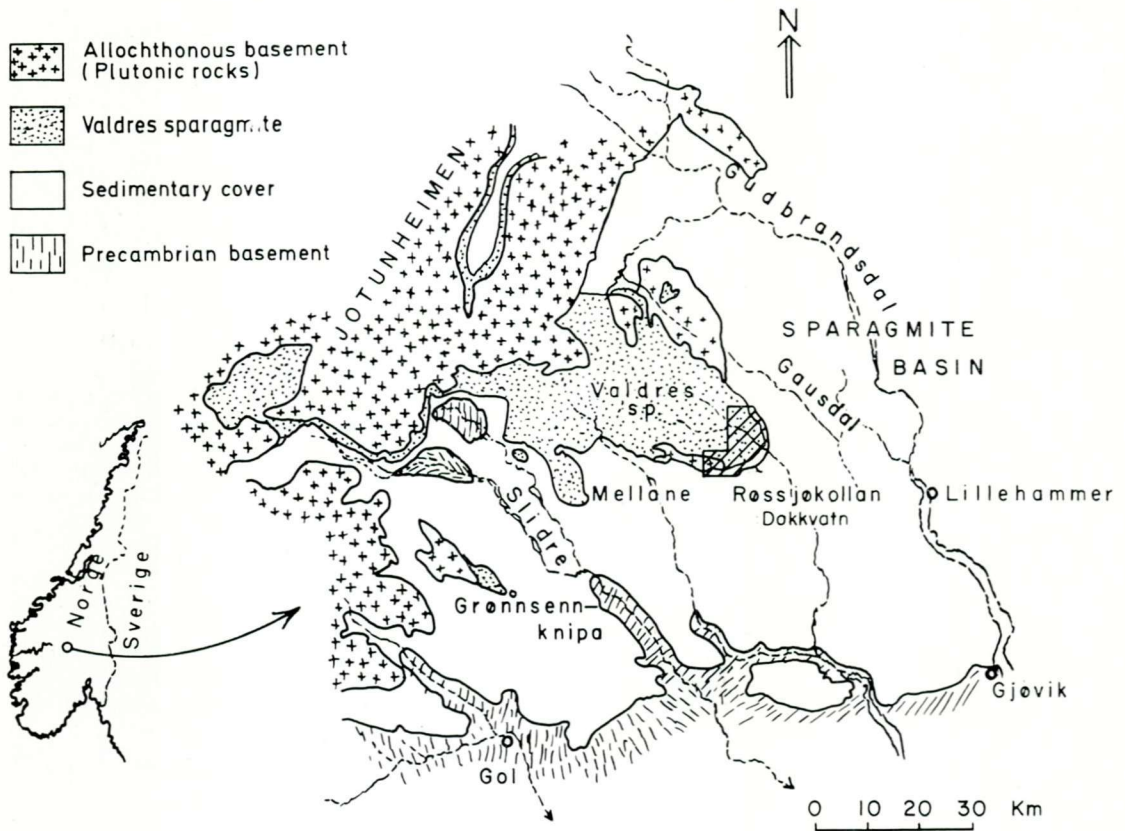 Allochthonous basement
(Plutonic rocks)
Valdres sparagmite
Sedimentary cover
Precambrian basement
N
JOTUNHEIMEN
Gudbrandsdal
SPARAGMITE
BASIN
Gausdal
Valdres
sp.
Mellane
Røssjøkollan
Dokkvatn
Lillehammer
Slidre
Grønnsenn–
knipa
Norge
Sverige
Gjøvik
Gol
0 10 20 30 Km